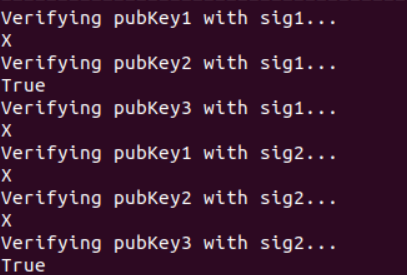 Verifying pubKey1 with sig1...
X
Verifying pubKey2 with sig1...
True
Verifying pubKey3 with sig1...
X
Verifying pubKey1 with sig2...
X
Verifying pubKey2 with sig2...
X
Verifying pubKey3 with sig2...
True